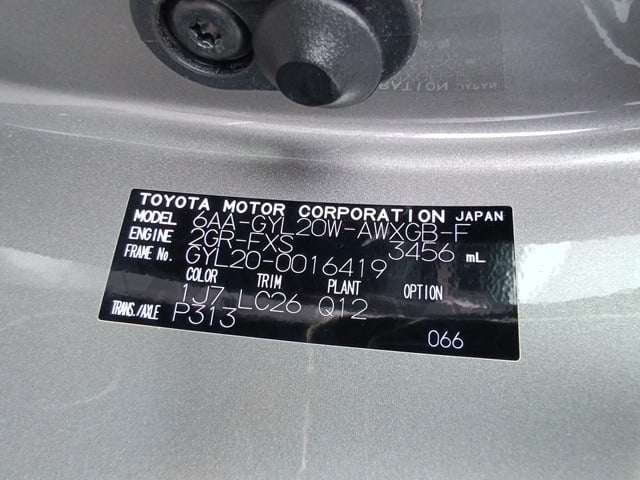 TOYOTA MOTOR CORPORATION JAPAN
MODEL 6AA-GYL20W-AWXGB-F
ENGINE 2GR-FXS 3456 mL
FRAME No. GYL20-0016419
COLOR TRIM PLANT OPTION
1J7 LC26 Q12
TRANS./AXLE P313
066